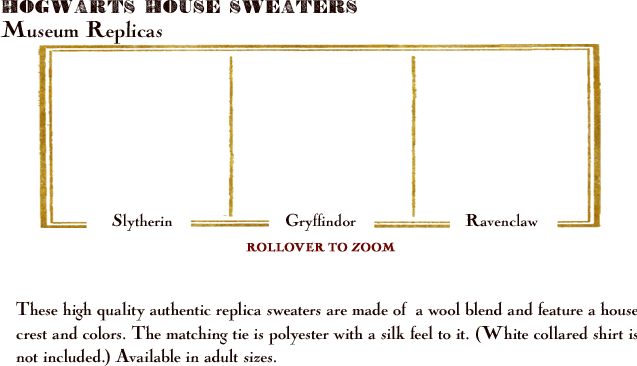 HOGWARTS HOUSE SWEATERS
Museum Replicas
Slytherin Gryffindor Ravenclaw
ROLLOVER TO ZOOM
These high quality authentic replica sweaters are made of a wool blend and feature a house
crest and colors. The matching tie is polyester with a silk feel to it. (White collared shirt is
not included.) Available in adult sizes.